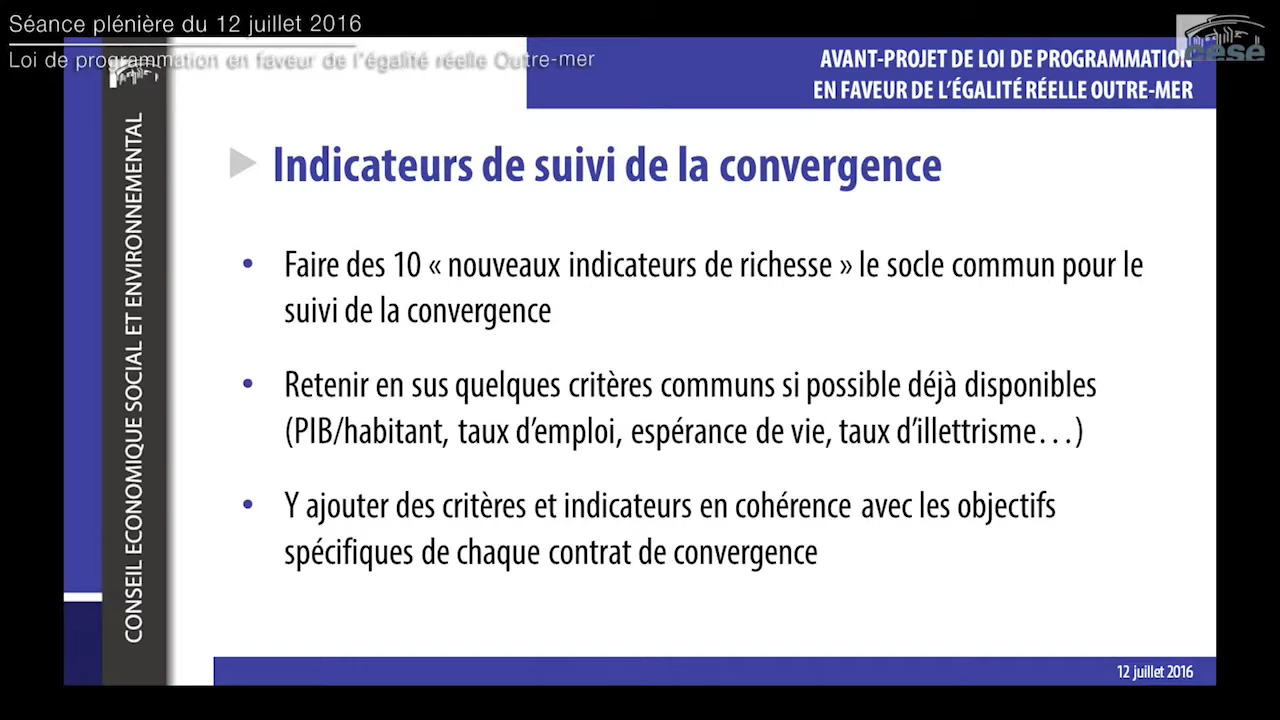 Séance plénière du 12 juillet 2016
Loi de programmation en faveur de l'égalité réelle Outre-mer
cese
AVANT-PROJET DE LOI DE PROGRAMMATION
EN FAVEUR DE L'ÉGALITÉ RÉELLE OUTRE-MER
CONSEIL ECONOMIQUE SOCIAL ET ENVIRONNEMENTAL
Indicateurs de suivi de la convergence
• Faire des 10 « nouveaux indicateurs de richesse » le socle commun pour le
suivi de la convergence
• Retenir en sus quelques critères communs si possible déjà disponibles
(PIB/habitant, taux d'emploi, espérance de vie, taux d'illettrisme…)
• Y ajouter des critères et indicateurs en cohérence avec les objectifs
spécifiques de chaque contrat de convergence
12 juillet 2016